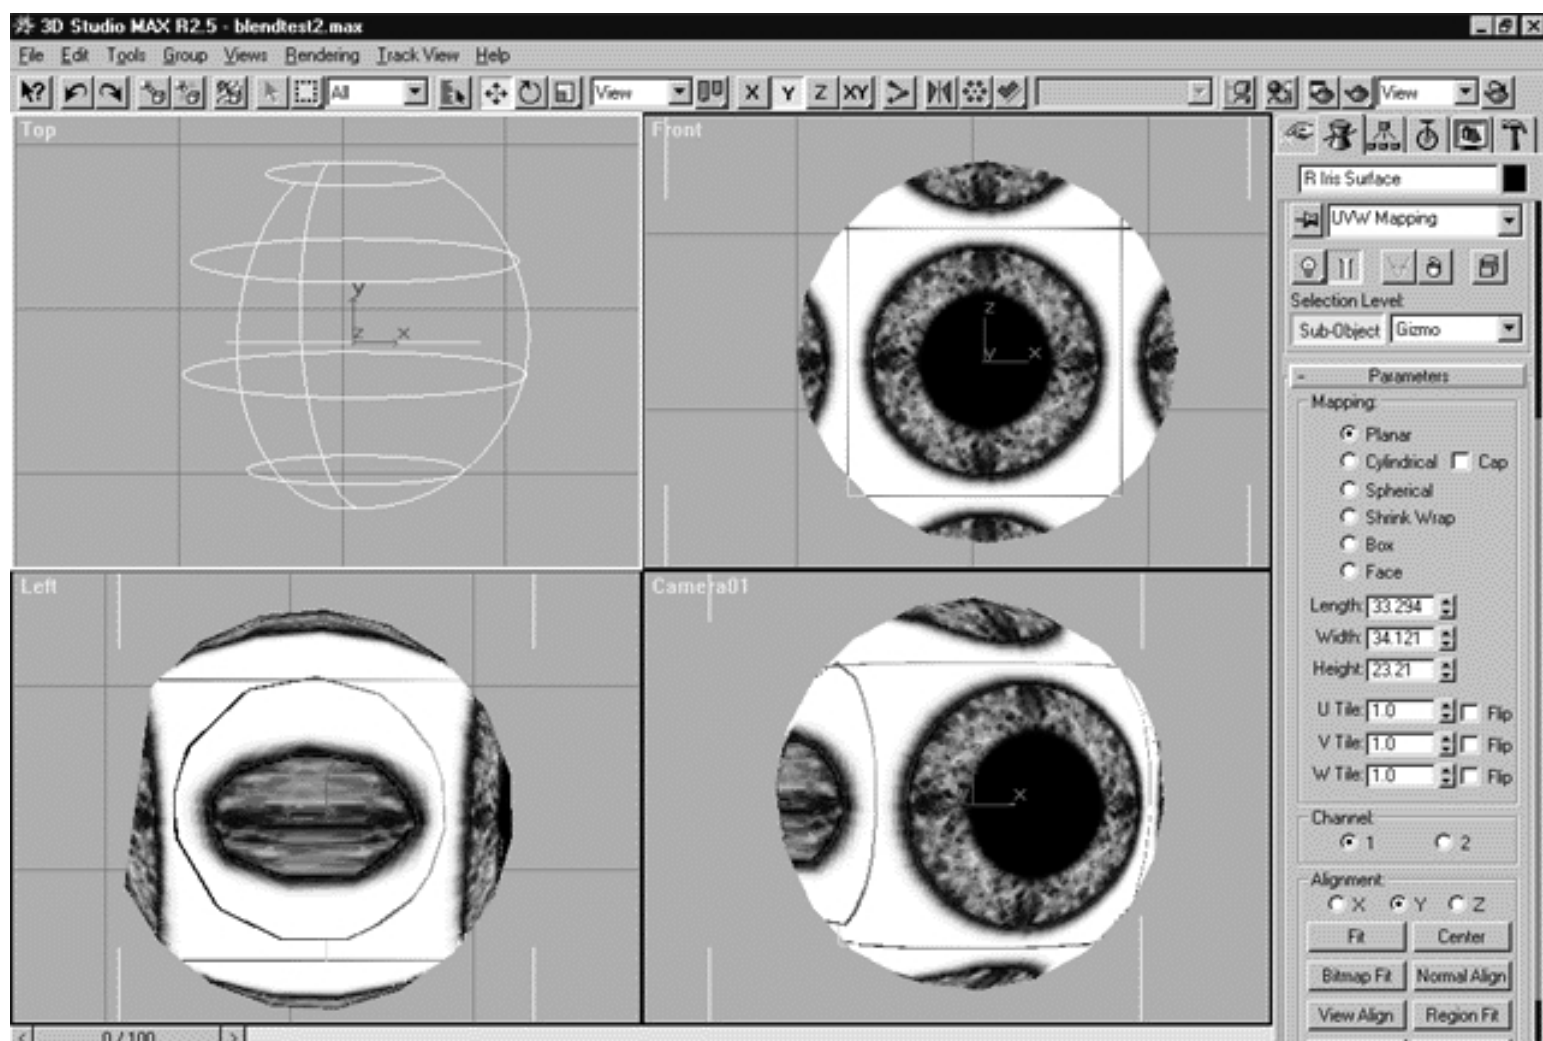 3D Studio MAX R2.5 - blendtest2.max
File Edit Tools Group Views Rendering Track View Help
All View X Y Z XY View
Top
y
z x
Front
z
y x
Left
Camera01
x
R Iris Surface
UVW Mapping
Selection Level:
Sub-Object Gizmo
- Parameters
Mapping:
Planar
Cylindrical Cap
Spherical
Shrink Wrap
Box
Face
Length: 33.294
Width: 34.121
Height: 23.21
U Tile: 1.0 Flip
V Tile: 1.0 Flip
W Tile: 1.0 Flip
Channel:
1 2
Alignment:
X Y Z
Fit Center
Bitmap Fit Normal Align
View Align Region Fit
< 0 / 100 >